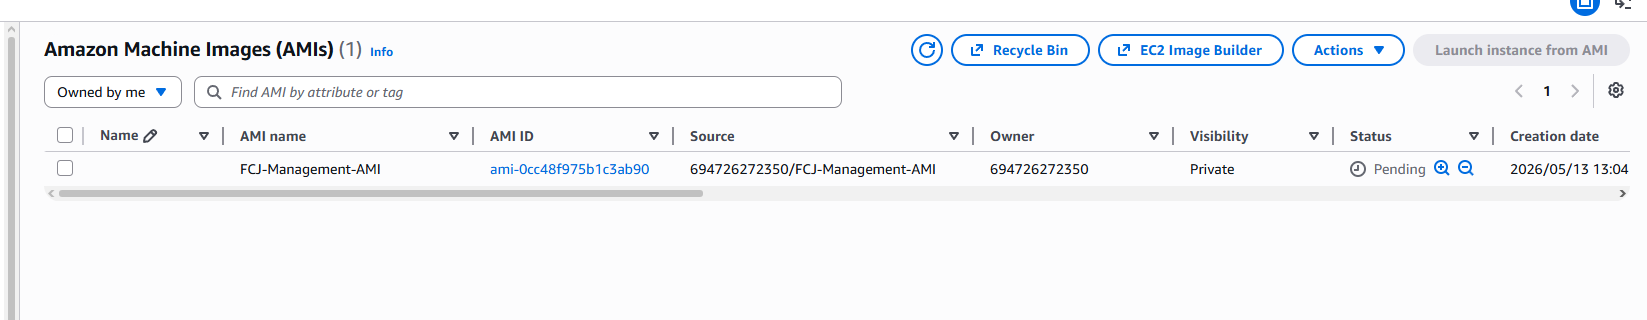 Amazon Machine Images (AMIs) (1) Info
Recycle Bin
EC2 Image Builder
Actions
Launch instance from AMI
Owned by me
Find AMI by attribute or tag
1
Name AMI name AMI ID Source Owner Visibility Status Creation date
FCJ-Management-AMI ami-0cc48f975b1c3ab90 694726272350/FCJ-Management-AMI 694726272350 Private Pending 2026/05/13 13:04